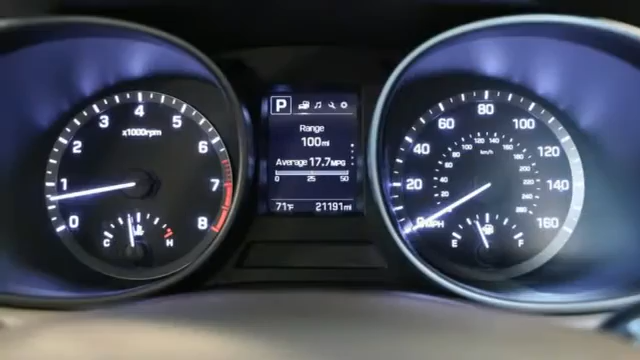 0
1
2
3
4
5
6
7
8
x1000rpm
C H
P
Range
100mi
Average 17.7MPG
0 25 50
71°F 21191mi
20
40
60
80
100
120
140
160
MPH
km/h
E F